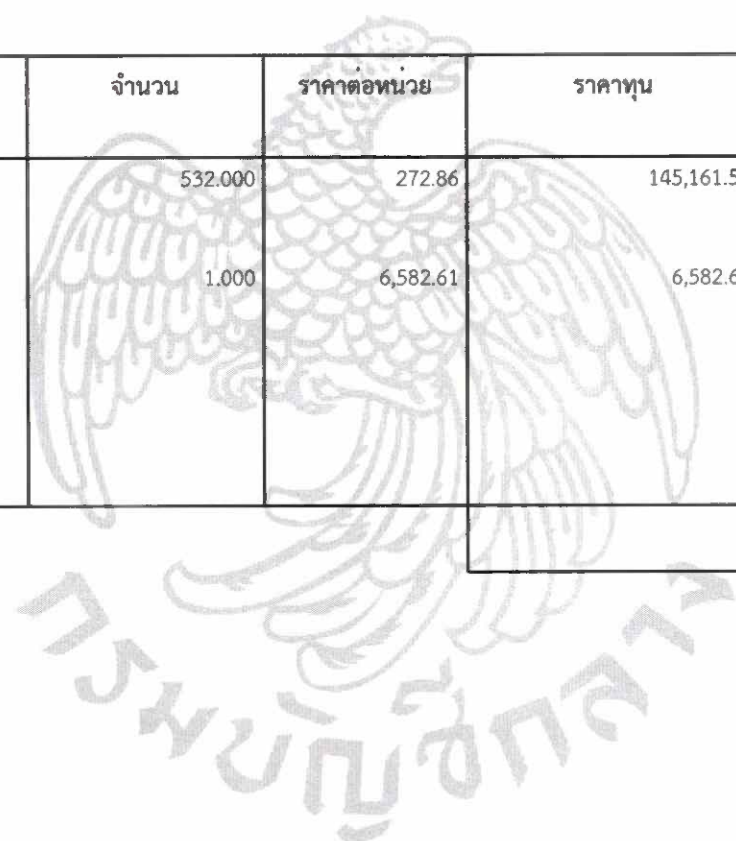 จำนวน ราคาต่อหน่วย ราคาทุน
532.000 272.86 145,161.5
1.000 6,582.61 6,582.6
กรมบัญชีกลาง